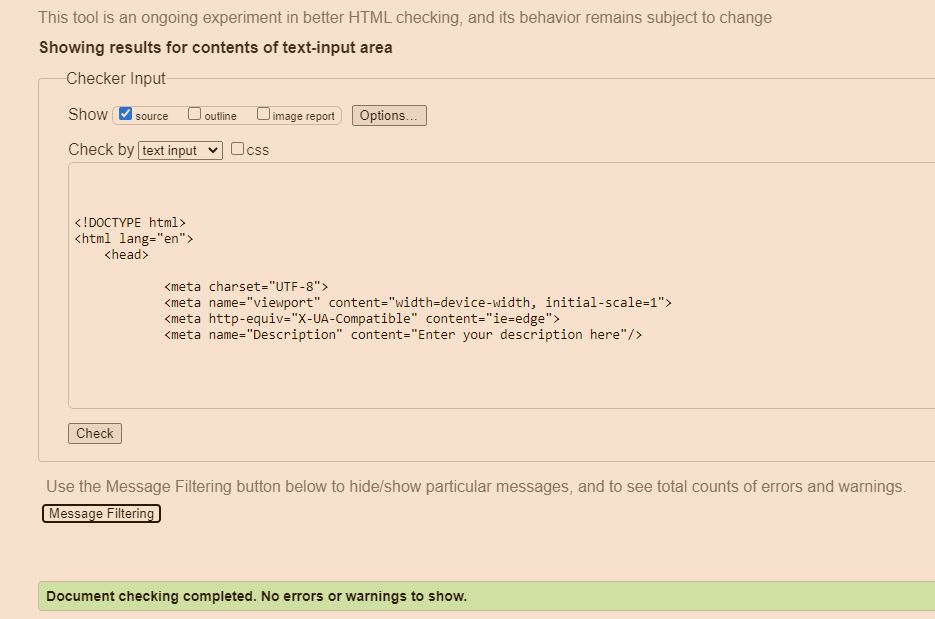 This tool is an ongoing experiment in better HTML checking, and its behavior remains subject to change
Showing results for contents of text-input area
Checker Input
Show source outline image report Options...
Check by text input css
<!DOCTYPE html>
<html lang="en">
<head>
<meta charset="UTF-8">
<meta name="viewport" content="width=device-width, initial-scale=1">
<meta http-equiv="X-UA-Compatible" content="ie=edge">
<meta name="Description" content="Enter your description here"/>
Check
Use the Message Filtering button below to hide/show particular messages, and to see total counts of errors and warnings.
Message Filtering
Document checking completed. No errors or warnings to show.